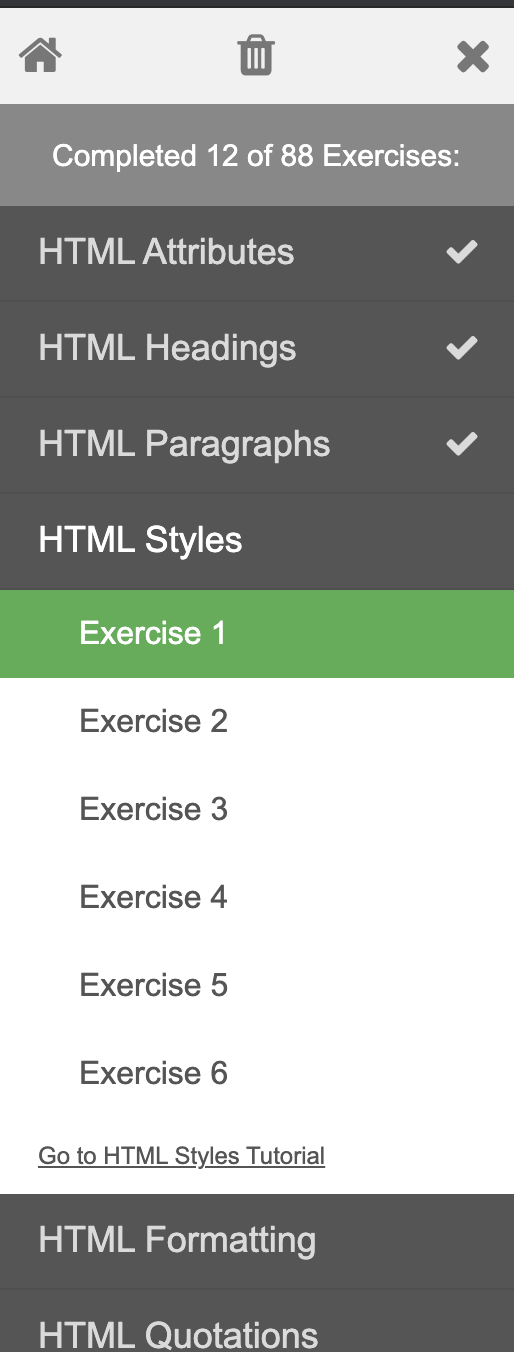 Completed 12 of 88 Exercises:
HTML Attributes
HTML Headings
HTML Paragraphs
HTML Styles
Exercise 1
Exercise 2
Exercise 3
Exercise 4
Exercise 5
Exercise 6
Go to HTML Styles Tutorial
HTML Formatting
HTML Quotations